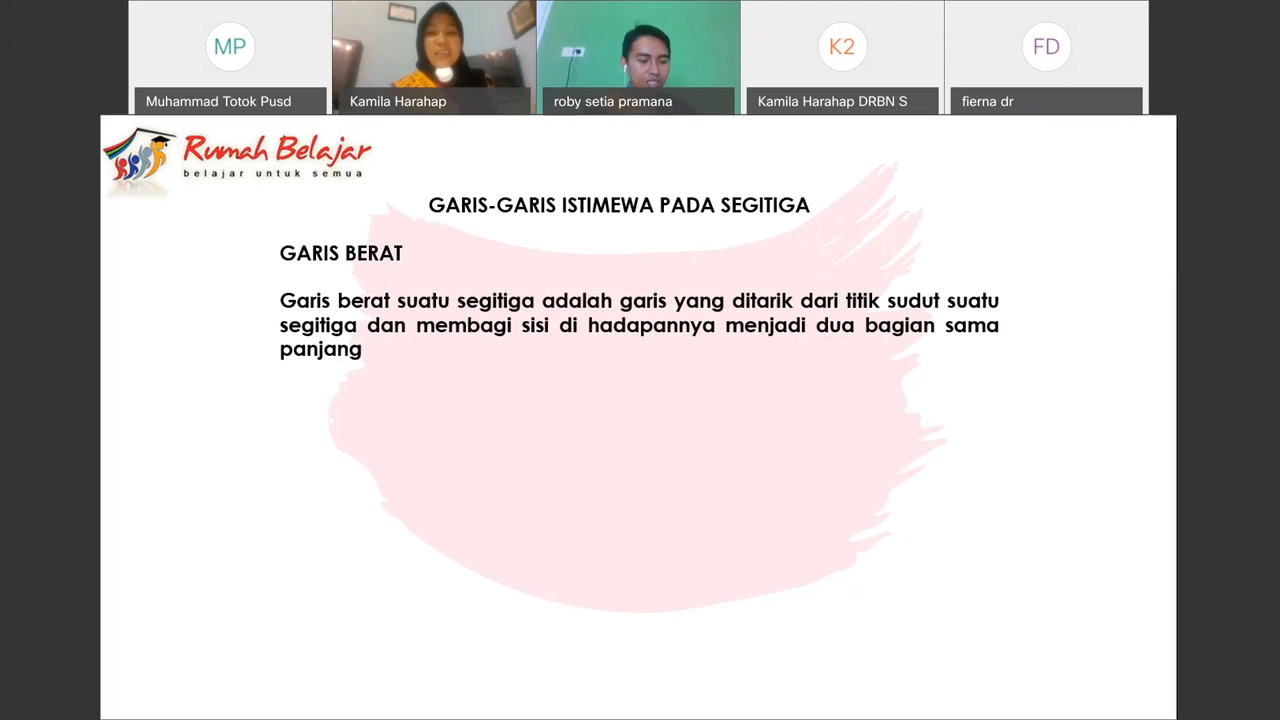 MP
K2
FD
Muhammad Totok Pusd
Kamila Harahap
roby setia pramana
Kamila Harahap DRBN S
fierna dr
Rumah Belajar
belajar untuk semua
GARIS-GARIS ISTIMEWA PADA SEGITIGA
GARIS BERAT
Garis berat suatu segitiga adalah garis yang ditarik dari titik sudut suatu
segitiga dan membagi sisi di hadapannya menjadi dua bagian sama
panjang